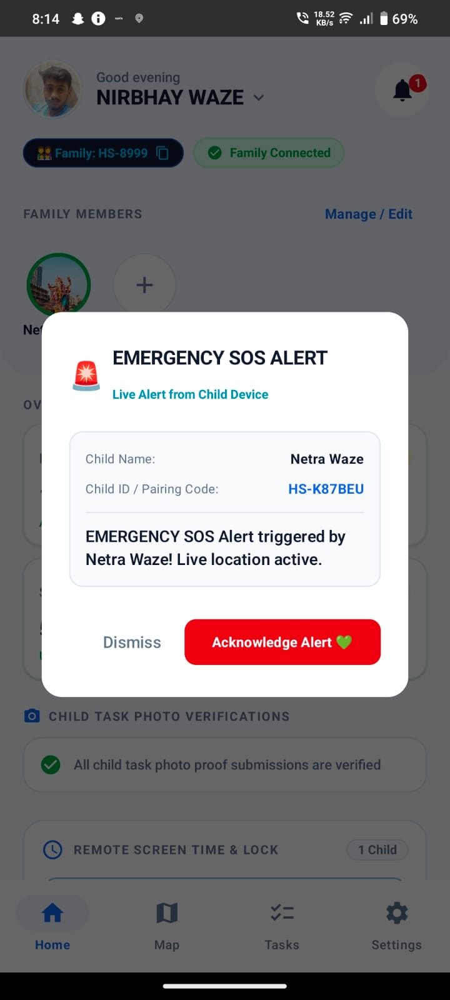 8:14
18.52
KB/s
69%
Good evening
NIRBHAY WAZE
1
Family: HS-8999
Family Connected
FAMILY MEMBERS
Manage / Edit
EMERGENCY SOS ALERT
Live Alert from Child Device
Child Name:
Netra Waze
Child ID / Pairing Code:
HS-K87BEU
EMERGENCY SOS Alert triggered by
Netra Waze! Live location active.
Dismiss
Acknowledge Alert 💚
CHILD TASK PHOTO VERIFICATIONS
All child task photo proof submissions are verified
REMOTE SCREEN TIME & LOCK
1 Child
Home
Map
Tasks
Settings